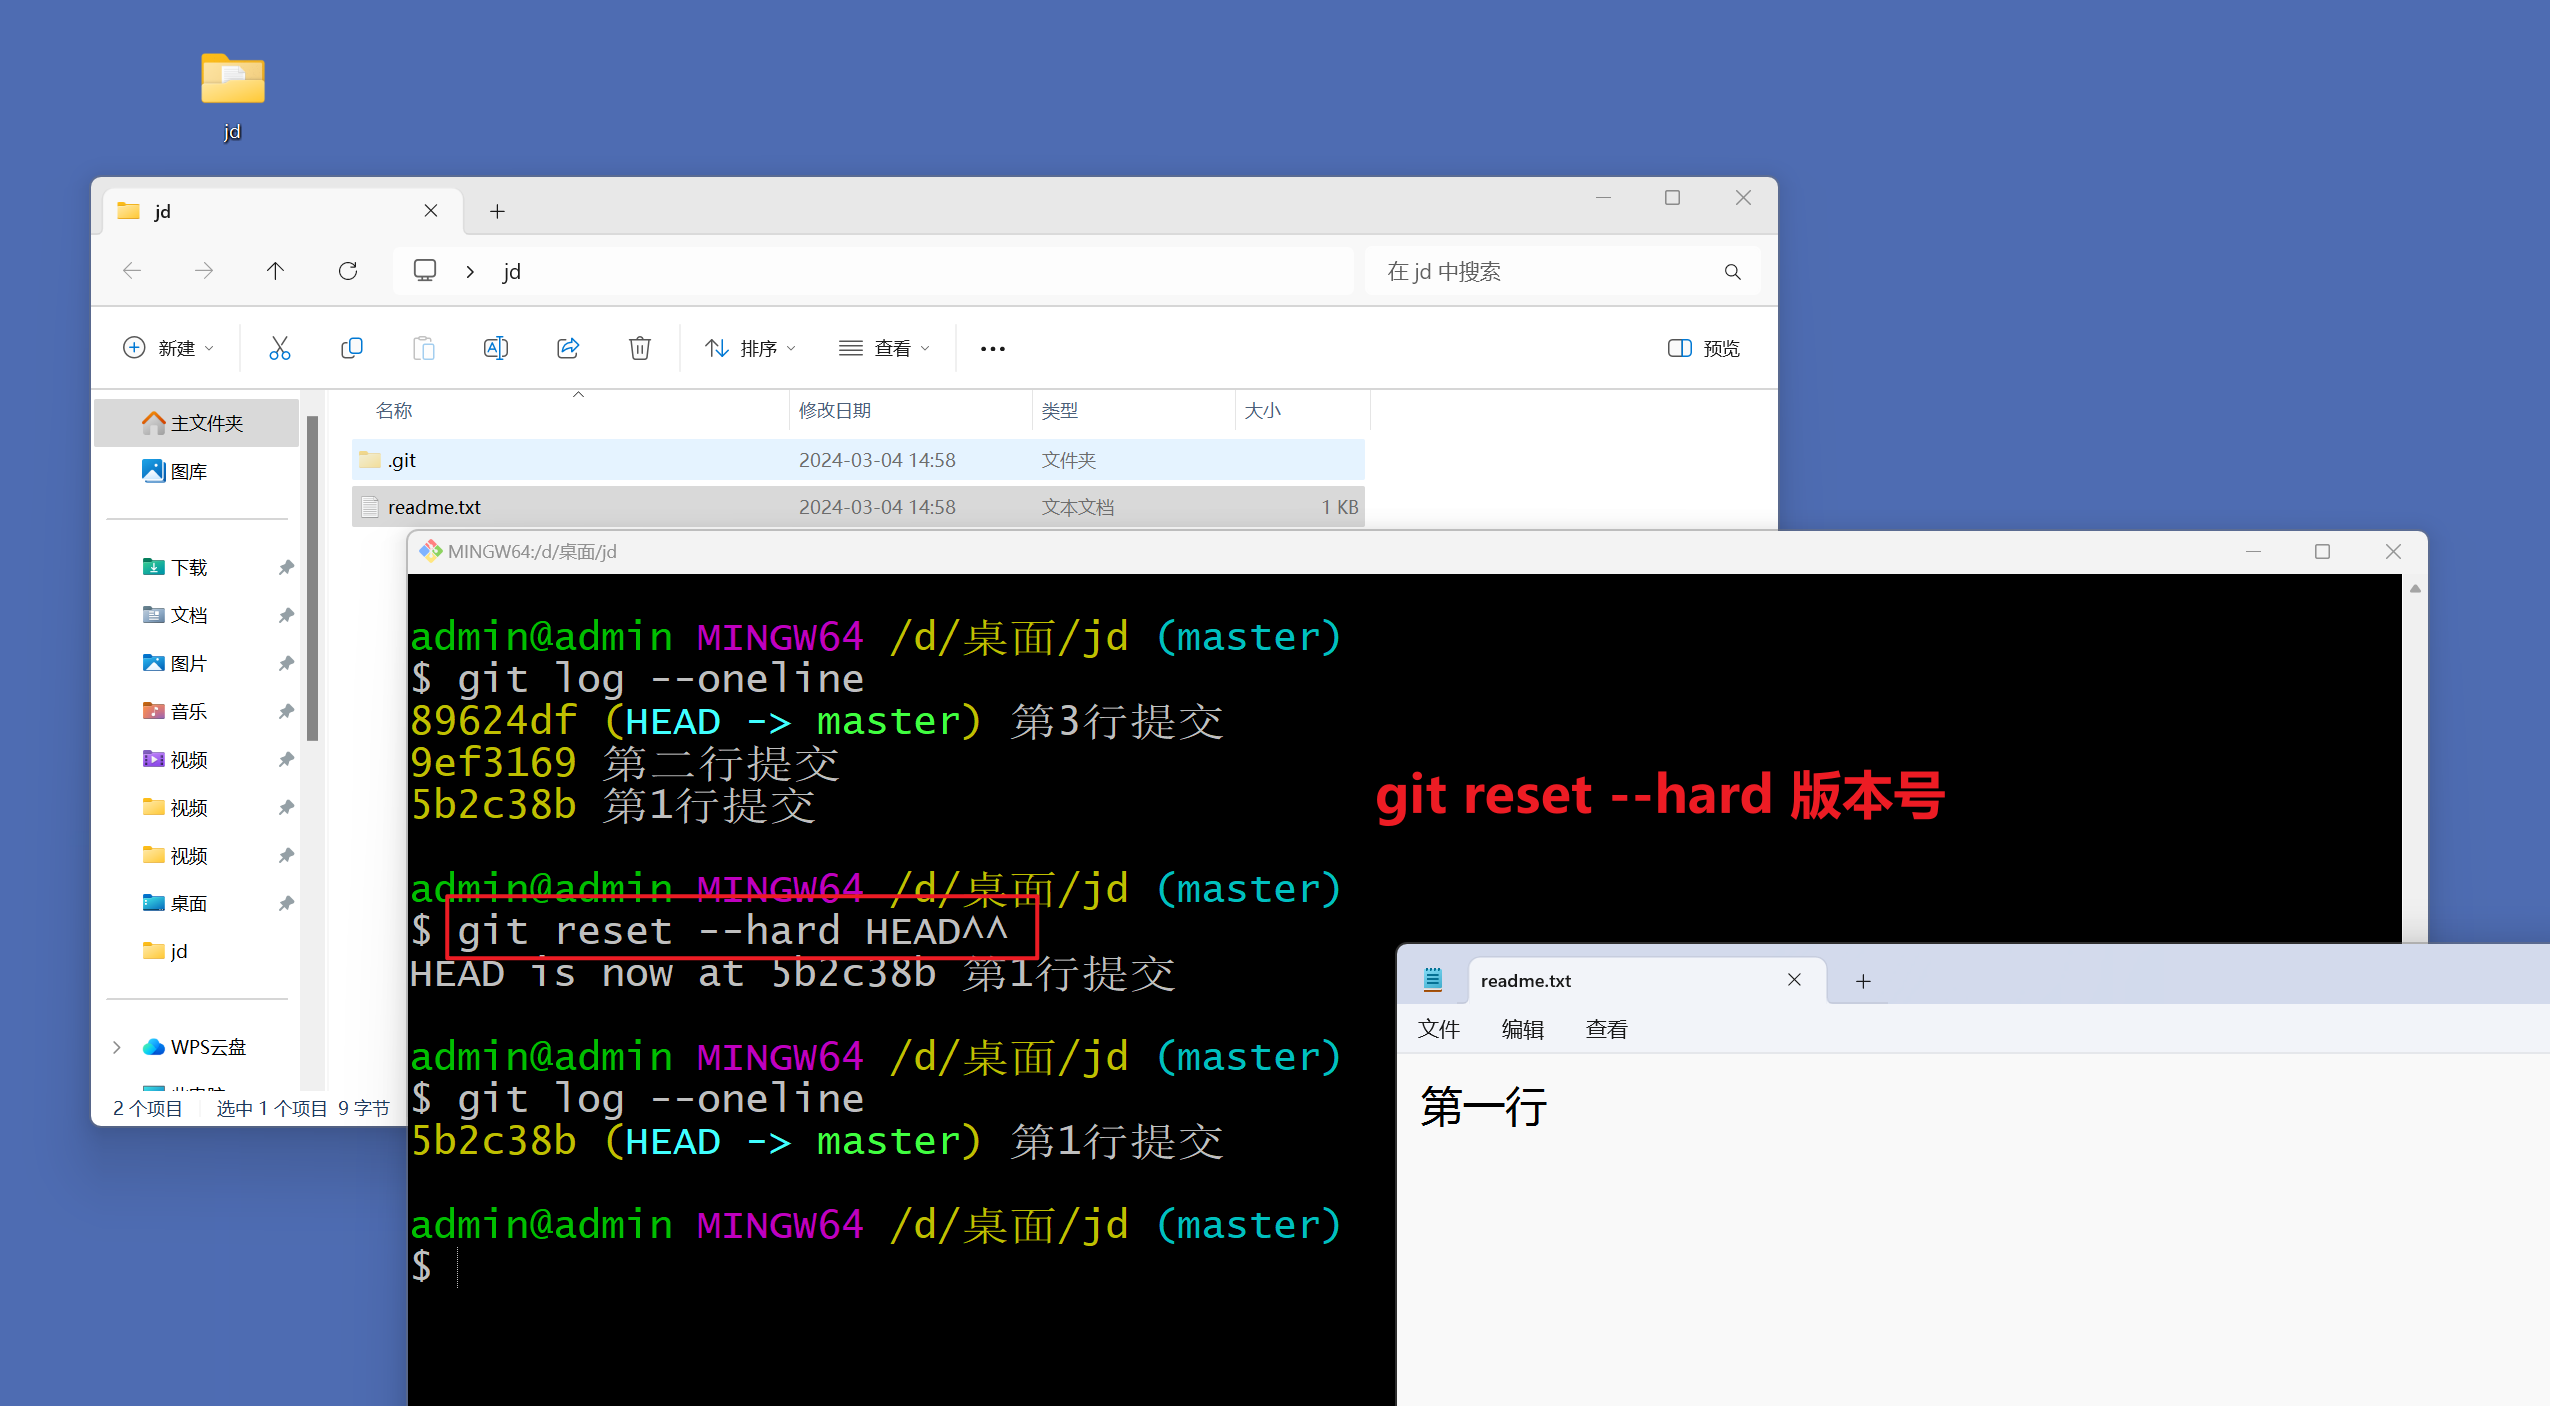 jd
jd
jd
在 jd 中搜索
新建
排序
查看
预览
名称
修改日期
类型
大小
主文件夹
图库
.git
2024-03-04 14:58
文件夹
readme.txt
2024-03-04 14:58
文本文档
1 KB
下载
文档
图片
音乐
视频
视频
视频
桌面
jd
WPS云盘
此电脑
2 个项目
选中 1 个项目 9 字节
MINGW64:/d/桌面/jd
admin@admin MINGW64 /d/桌面/jd (master)
$ git log --oneline
89624df (HEAD -> master) 第3行提交
9ef3169 第二行提交
5b2c38b 第1行提交
git reset --hard 版本号
admin@admin MINGW64 /d/桌面/jd (master)
$ git reset --hard HEAD^^
HEAD is now at 5b2c38b 第1行提交
admin@admin MINGW64 /d/桌面/jd (master)
$ git log --oneline
5b2c38b (HEAD -> master) 第1行提交
admin@admin MINGW64 /d/桌面/jd (master)
$
readme.txt
文件
编辑
查看
第一行